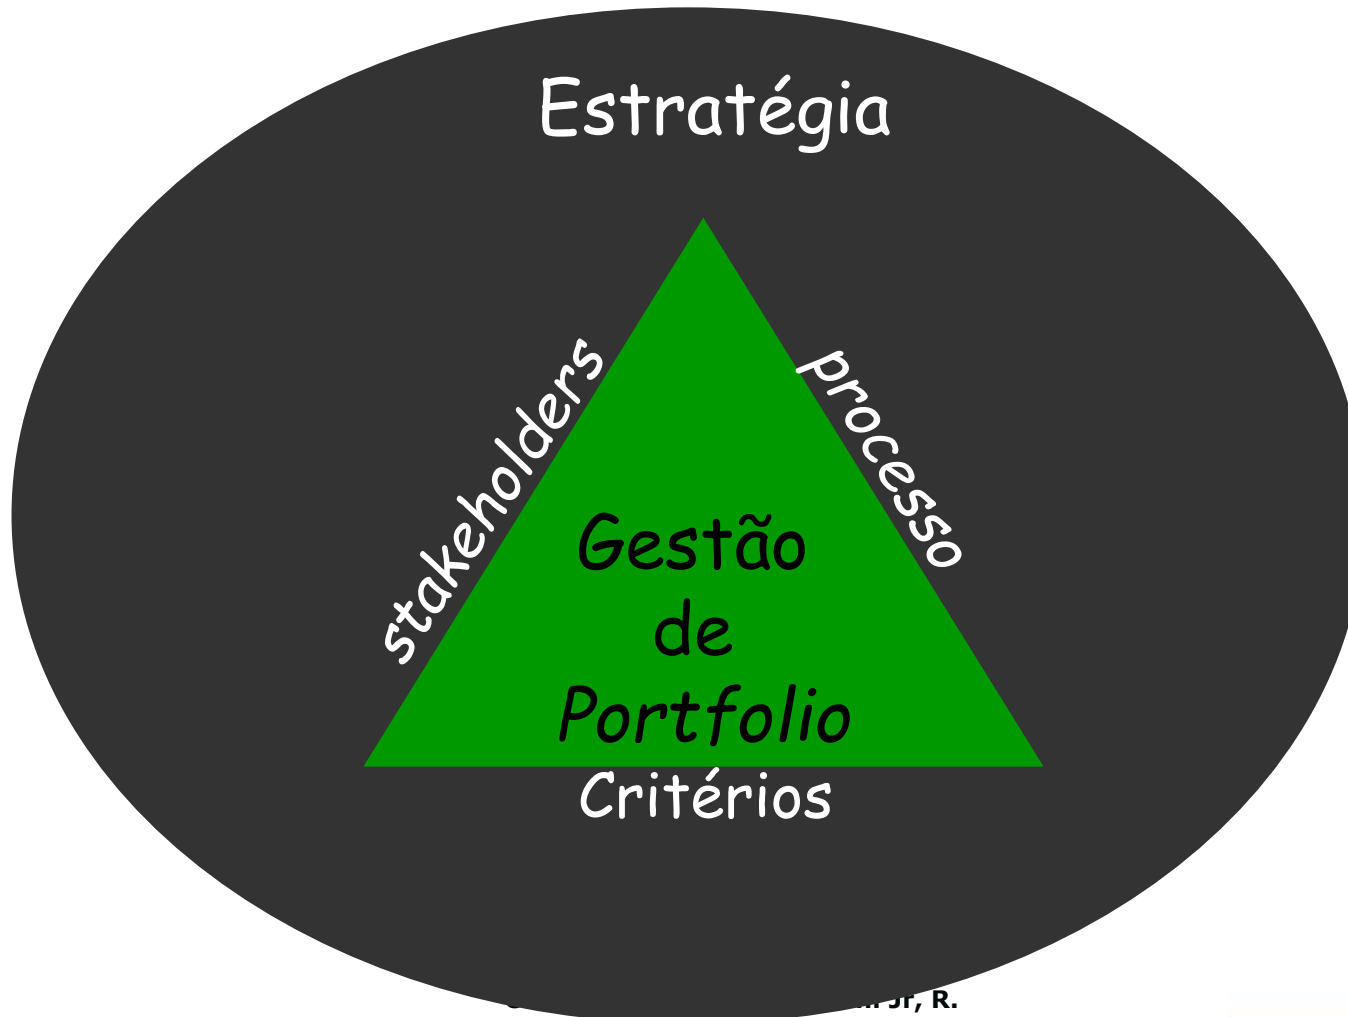 Estratégia
stakeholders
processo
Gestão
de
Portfolio
Critérios
Jr, R.